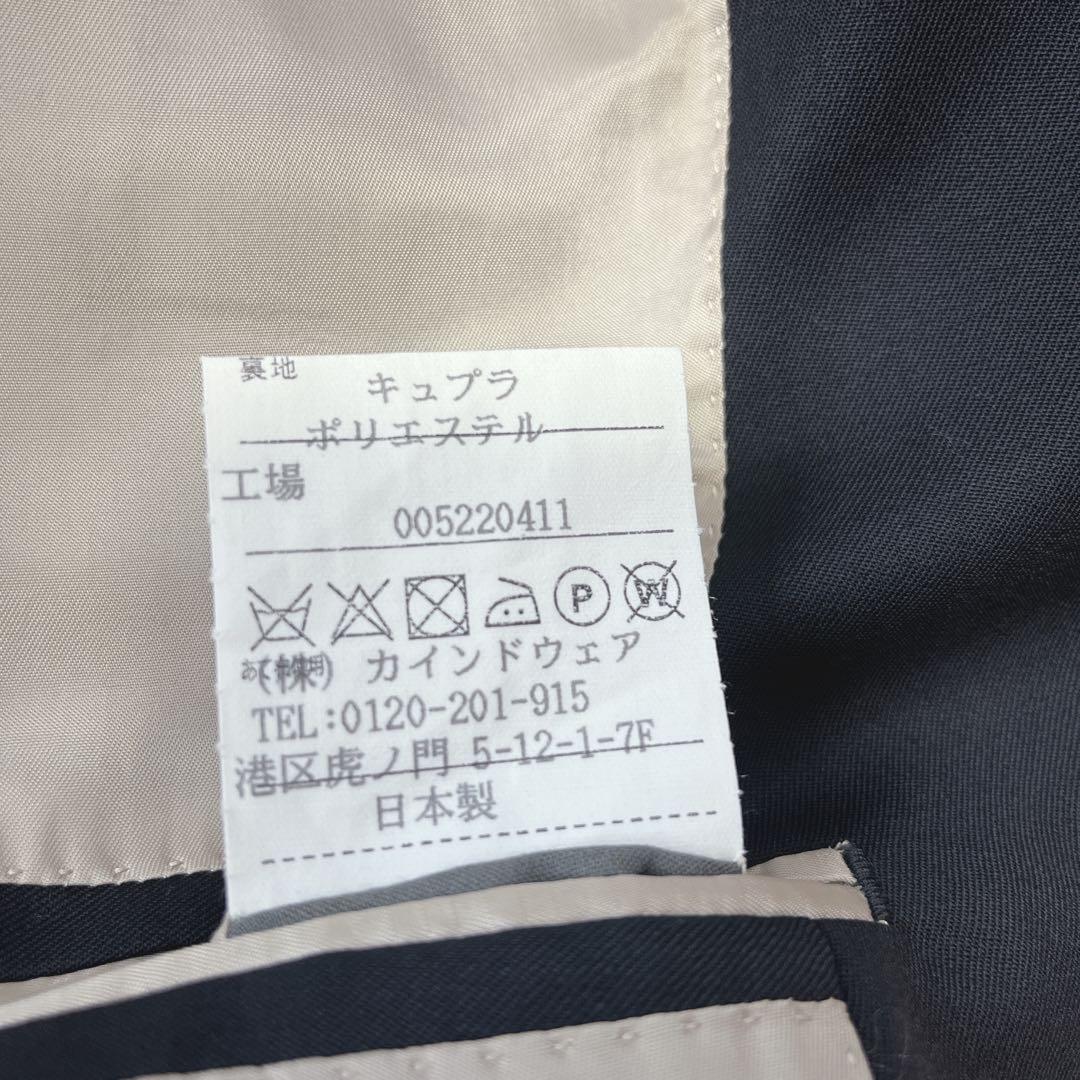 裏地
キュプラ
ポリエステル
工場
005220411
P W
(株) カインドウェア
TEL:0120-201-915
港区虎ノ門 5-12-1-7F
日本製